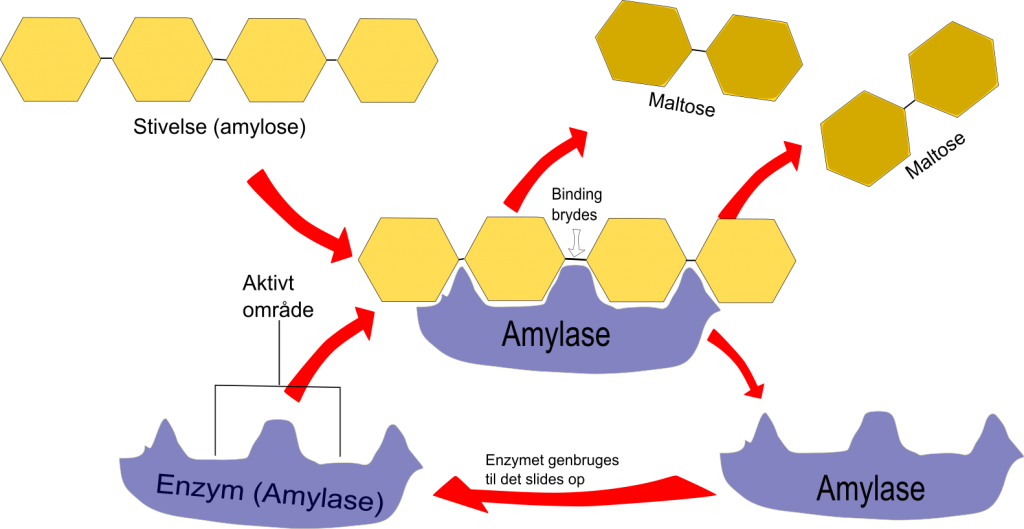 Stivelse (amylose)
Maltose
Maltose
Binding
brydes
Aktivt
område
Amylase
Enzym (Amylase)
Enzymet genbruges
til det slides op
Amylase